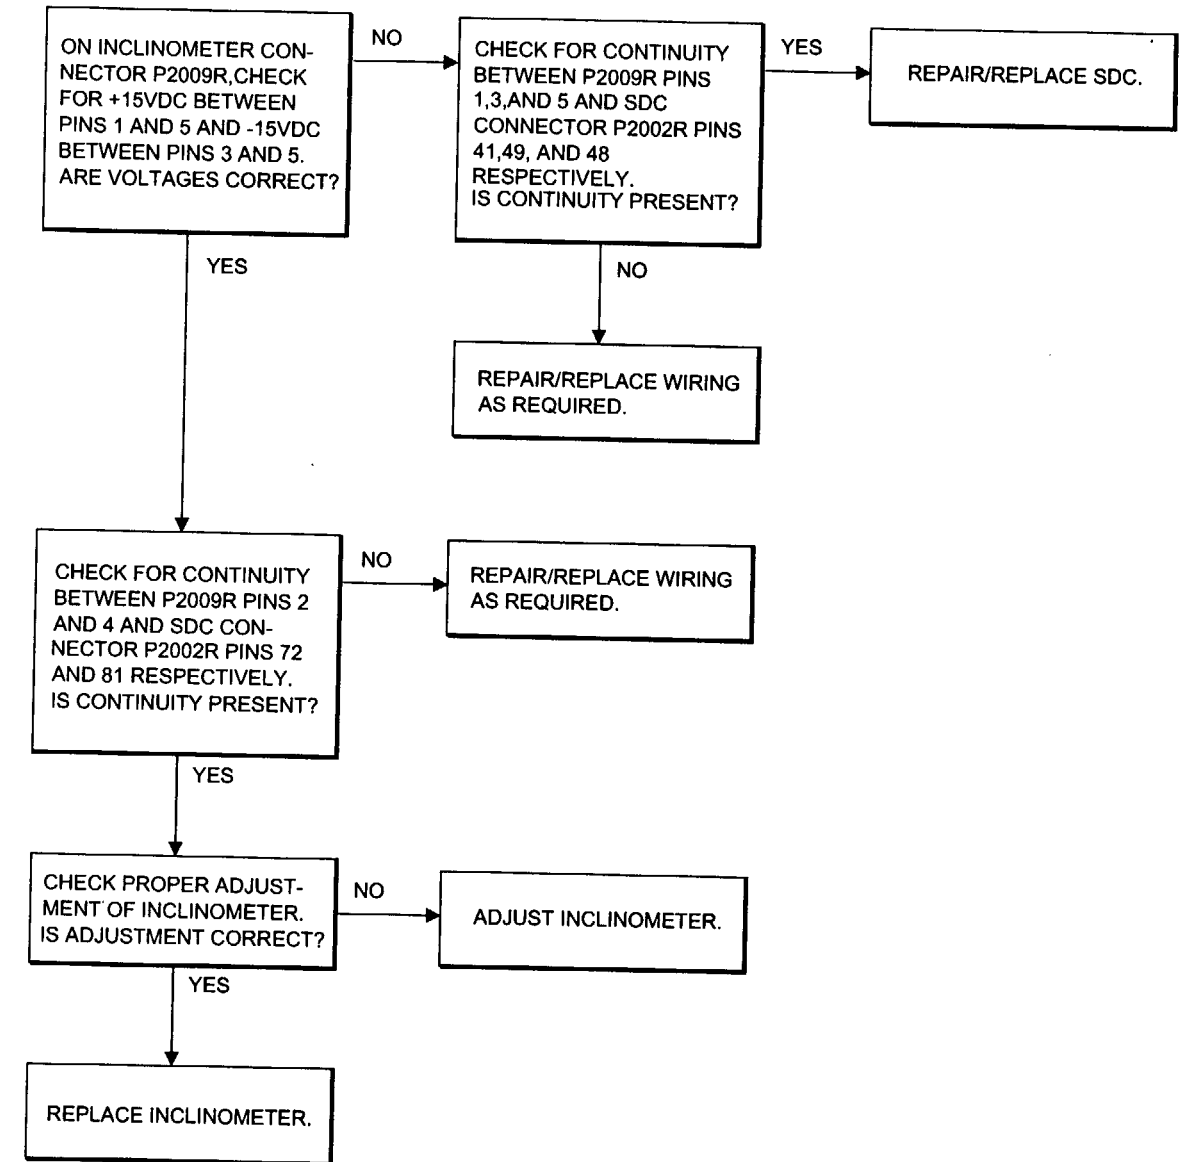 ON INCLINOMETER CON-
NECTOR P2009R,CHECK
FOR +15VDC BETWEEN
PINS 1 AND 5 AND -15VDC
BETWEEN PINS 3 AND 5.
ARE VOLTAGES CORRECT?
NO
CHECK FOR CONTINUITY
BETWEEN P2009R PINS
1,3,AND 5 AND SDC
CONNECTOR P2002R PINS
41,49, AND 48
RESPECTIVELY.
IS CONTINUITY PRESENT?
YES
REPAIR/REPLACE SDC.
YES
NO
REPAIR/REPLACE WIRING
AS REQUIRED.
CHECK FOR CONTINUITY
BETWEEN P2009R PINS 2
AND 4 AND SDC CON-
NECTOR P2002R PINS 72
AND 81 RESPECTIVELY.
IS CONTINUITY PRESENT?
NO
REPAIR/REPLACE WIRING
AS REQUIRED.
YES
CHECK PROPER ADJUST-
MENT OF INCLINOMETER.
IS ADJUSTMENT CORRECT?
NO
ADJUST INCLINOMETER.
YES
REPLACE INCLINOMETER.